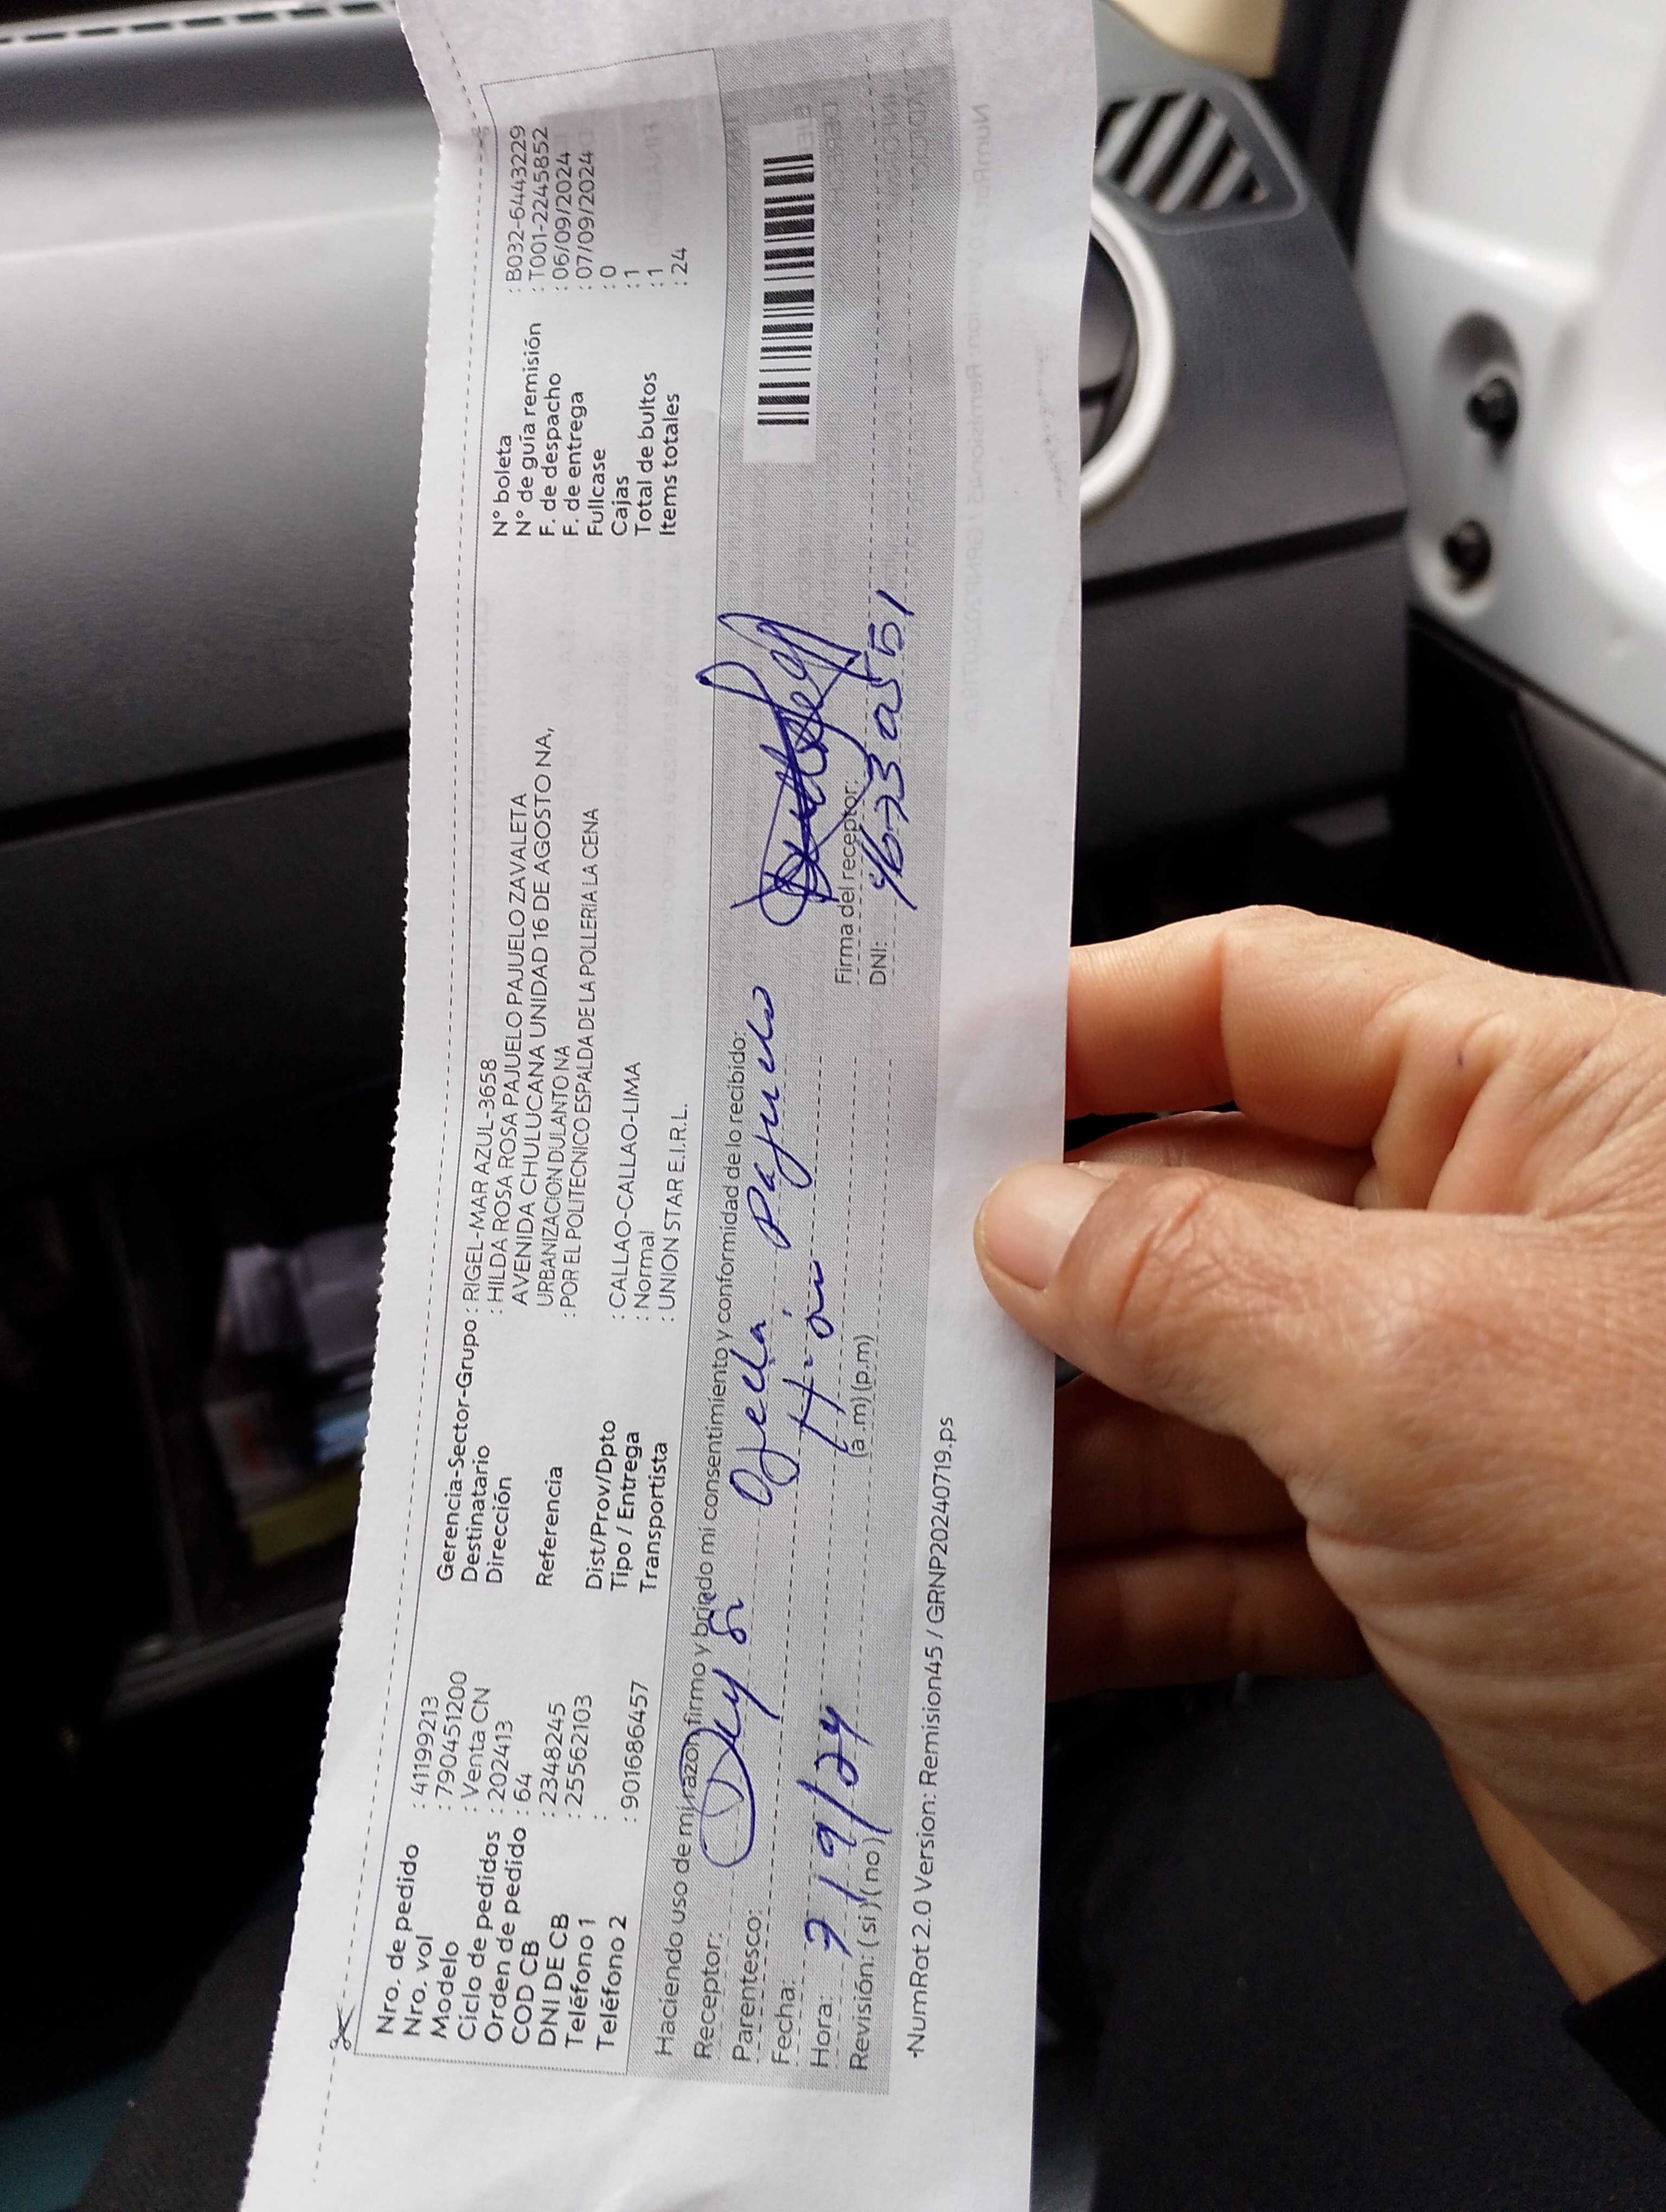 Nro. de pedido : 41199213
Nro. vol : 790451200
Modelo : Venta CN
Ciclo de pedidos : 202413
Orden de pedido : 64
COD CB : 2348245
DNI DE CB : 25562103
Teléfono 1 :
Teléfono 2 : 901686457
Gerencia-Sector-Grupo : RIGEL-MAR AZUL-3658
Destinatario : HILDA ROSA ROSA PAJUELO PAJUELO ZAVALETA
Dirección AVENIDA CHULUCANA UNIDAD 16 DE AGOSTO NA,
URBANIZACION DULANTO NA
Referencia : POR EL POLITECNICO ESPALDA DE LA POLLERIA LA CENA
Dist/Prov/Dpto : CALLAO-CALLAO-LIMA
Tipo / Entrega : Normal
Transportista : UNION STAR E.I.R.L.
N° boleta : B032-6443229
N° de guía remisión : T001-2245852
F. de despacho : 06/09/2024
F. de entrega : 07/09/2024
Fullcase : 0
Cajas : 1
Total de bultos : 1
Items totales : 24
Haciendo uso de mi razon firmo y brindo mi consentimiento y conformidad de lo recibido:
Receptor: Deysi Ofelia Pajuelo
Parentesco:
Fecha: 7/9/24
Hora: (a.m) (p.m)
Revisión: (si) (no)
Firma del receptor:
DNI:
-NumRot 2.0 Version: Remision45 / GRNP20240719.ps